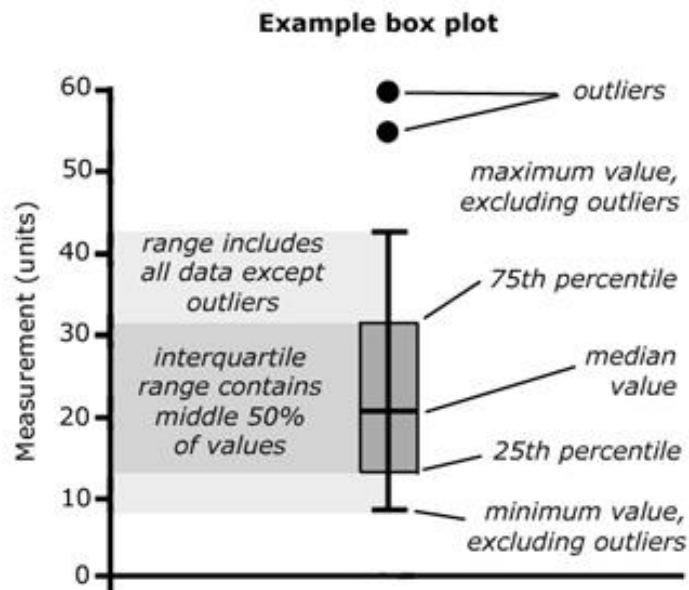 Example box plot
60
50
40
30
20
10
0
Measurement (units)
outliers
maximum value,
excluding outliers
range includes
all data except
outliers
75th percentile
interquartile
range contains
middle 50%
of values
median
value
25th percentile
minimum value,
excluding outliers